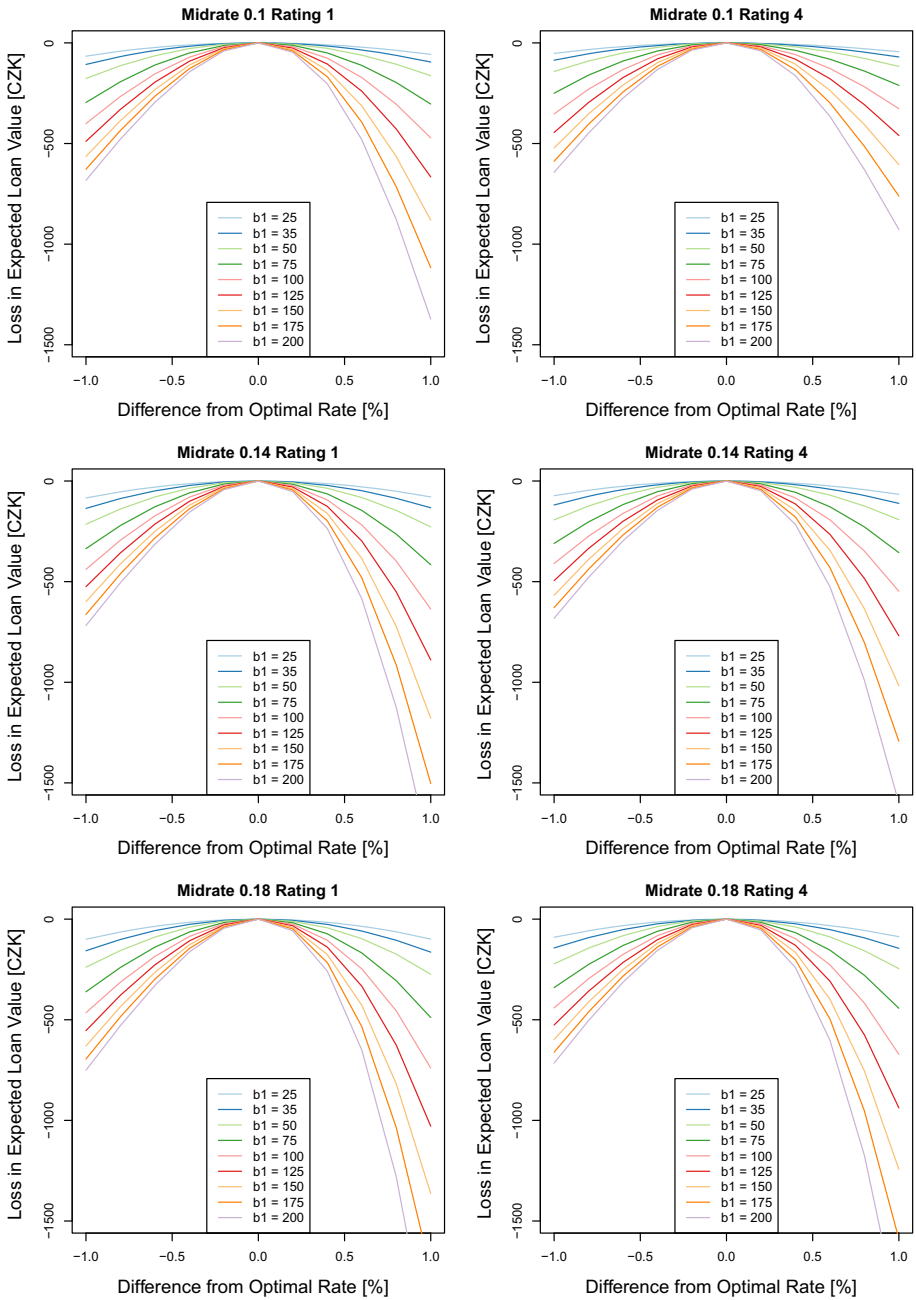 Midrate 0.1 Rating 1
Loss in Expected Loan Value [CZK]
0
−500
−1000
−1500
b1 = 25
b1 = 35
b1 = 50
b1 = 75
b1 = 100
b1 = 125
b1 = 150
b1 = 175
b1 = 200
−1.0 −0.5 0.0 0.5 1.0
Difference from Optimal Rate [%]
Midrate 0.1 Rating 4
Loss in Expected Loan Value [CZK]
0
−500
−1000
−1500
b1 = 25
b1 = 35
b1 = 50
b1 = 75
b1 = 100
b1 = 125
b1 = 150
b1 = 175
b1 = 200
−1.0 −0.5 0.0 0.5 1.0
Difference from Optimal Rate [%]
Midrate 0.14 Rating 1
Loss in Expected Loan Value [CZK]
0
−500
−1000
−1500
b1 = 25
b1 = 35
b1 = 50
b1 = 75
b1 = 100
b1 = 125
b1 = 150
b1 = 175
b1 = 200
−1.0 −0.5 0.0 0.5 1.0
Difference from Optimal Rate [%]
Midrate 0.14 Rating 4
Loss in Expected Loan Value [CZK]
0
−500
−1000
−1500
b1 = 25
b1 = 35
b1 = 50
b1 = 75
b1 = 100
b1 = 125
b1 = 150
b1 = 175
b1 = 200
−1.0 −0.5 0.0 0.5 1.0
Difference from Optimal Rate [%]
Midrate 0.18 Rating 1
Loss in Expected Loan Value [CZK]
0
−500
−1000
−1500
b1 = 25
b1 = 35
b1 = 50
b1 = 75
b1 = 100
b1 = 125
b1 = 150
b1 = 175
b1 = 200
−1.0 −0.5 0.0 0.5 1.0
Difference from Optimal Rate [%]
Midrate 0.18 Rating 4
Loss in Expected Loan Value [CZK]
0
−500
−1000
−1500
b1 = 25
b1 = 35
b1 = 50
b1 = 75
b1 = 100
b1 = 125
b1 = 150
b1 = 175
b1 = 200
−1.0 −0.5 0.0 0.5 1.0
Difference from Optimal Rate [%]